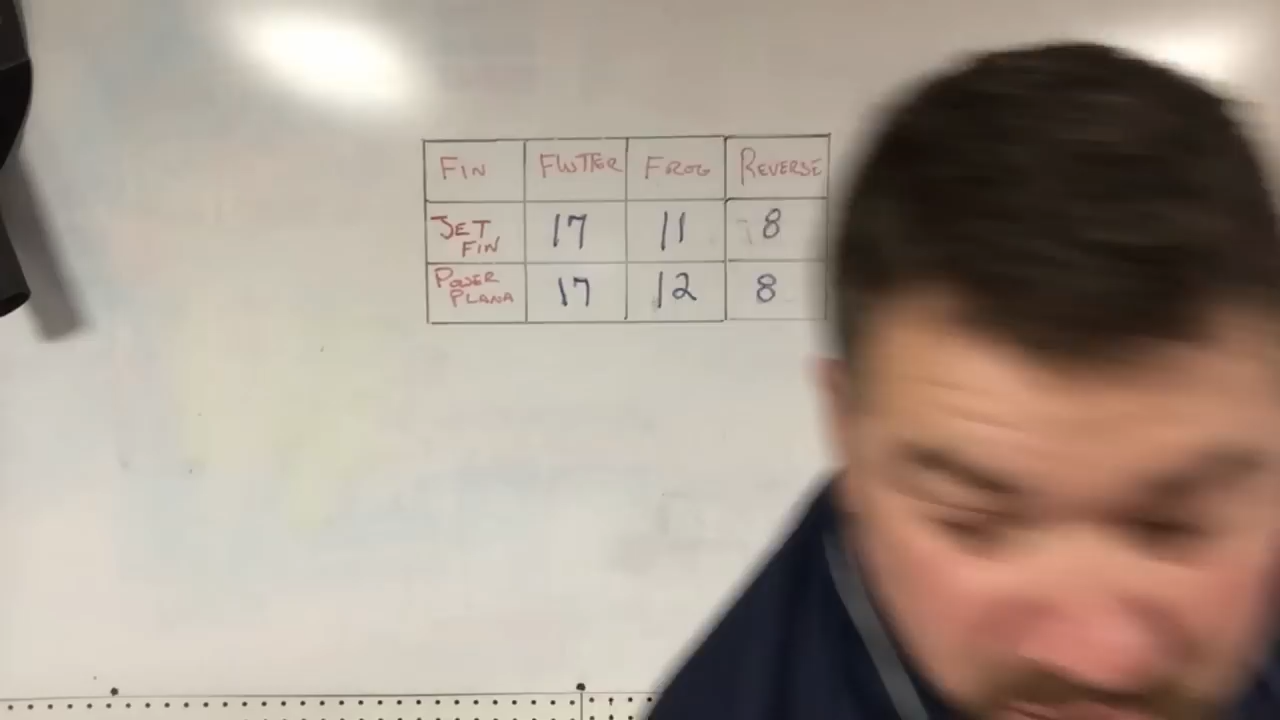 FIN FLUTTER FROG REVERSE
JET FIN 17 11 8
POWER PLANA 17 12 8